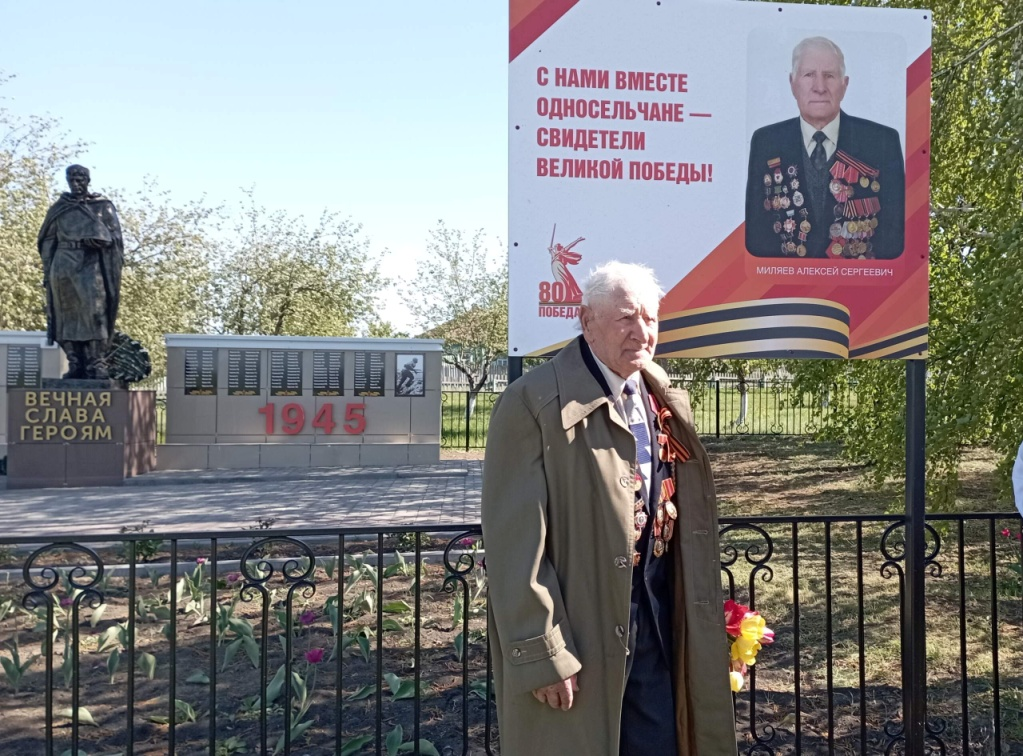 С НАМИ ВМЕСТЕ
ОДНОСЕЛЬЧАНЕ —
СВИДЕТЕЛИ
ВЕЛИКОЙ ПОБЕДЫ!
МИЛЯЕВ АЛЕКСЕЙ СЕРГЕЕВИЧ
80
ПОБЕДА
ВЕЧНАЯ
СЛАВА
ГЕРОЯМ
1945